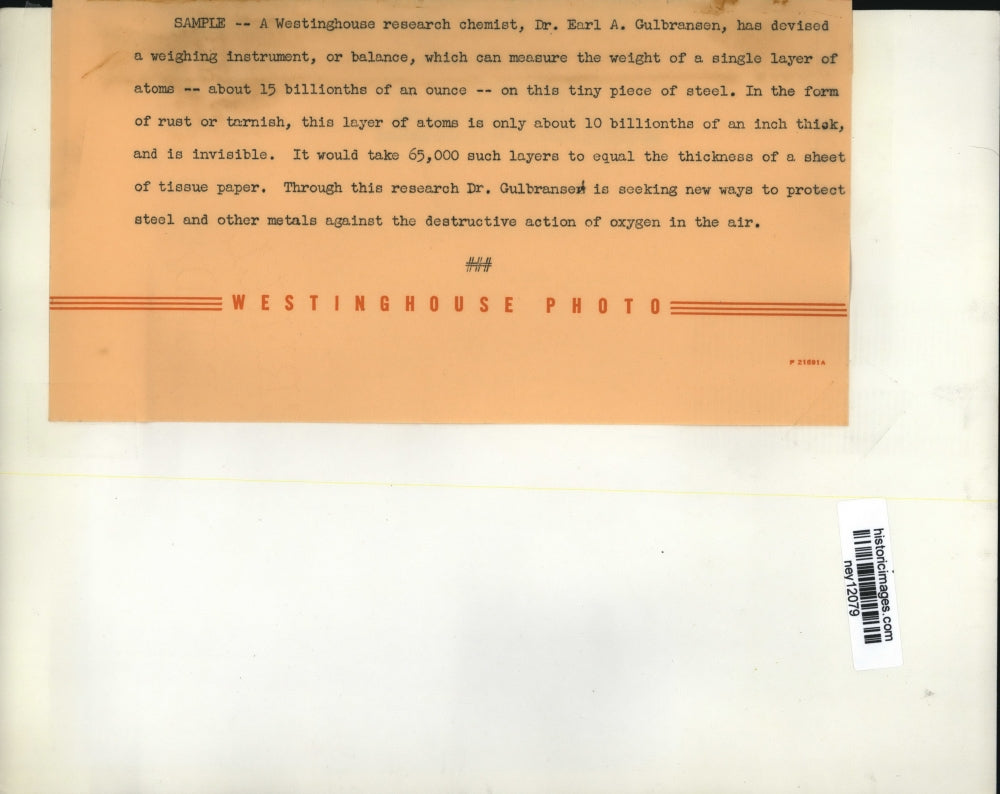 SAMPLE -- A Westinghouse research chemist, Dr. Earl A. Gulbransen, has devised
a weighing instrument, or balance, which can measure the weight of a single layer of
atoms -- about 15 billionths of an ounce -- on this tiny piece of steel. In the form
of rust or tarnish, this layer of atoms is only about 10 billionths of an inch thick,
and is invisible. It would take 65,000 such layers to equal the thickness of a sheet
of tissue paper. Through this research Dr. Gulbransen is seeking new ways to protect
steel and other metals against the destructive action of oxygen in the air.
###
WESTINGHOUSE PHOTO
P 21691A
historicimages.com
ney12079